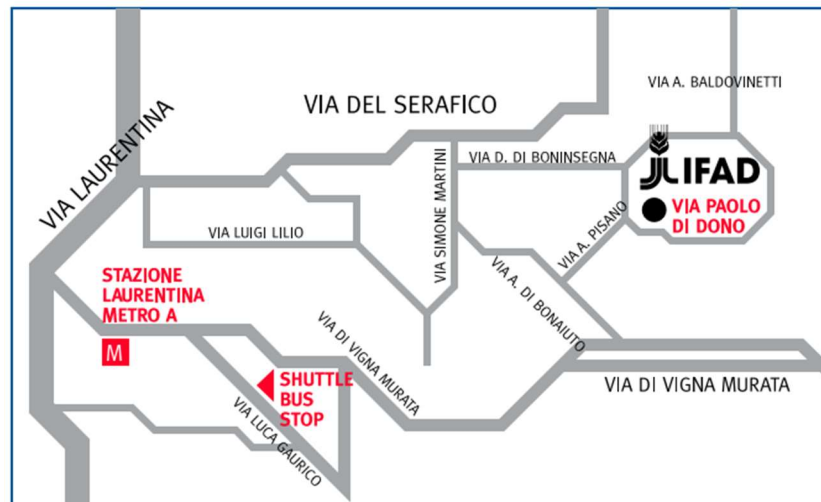 VIA A. BALDOVINETTI
VIA DEL SERAFICO
VIA LAURENTINA
VIA D. DI BONINSEGNA
IFAD
VIA PAOLO
DI DONO
VIA SIMONE MARTINI
VIA A. PISANO
VIA LUIGI LILIO
STAZIONE
LAURENTINA
METRO A
M
VIA A. DI BONAIUTO
VIA DI VIGNA MURATA
SHUTTLE
BUS
STOP
VIA LUCA GAURICO
VIA DI VIGNA MURATA